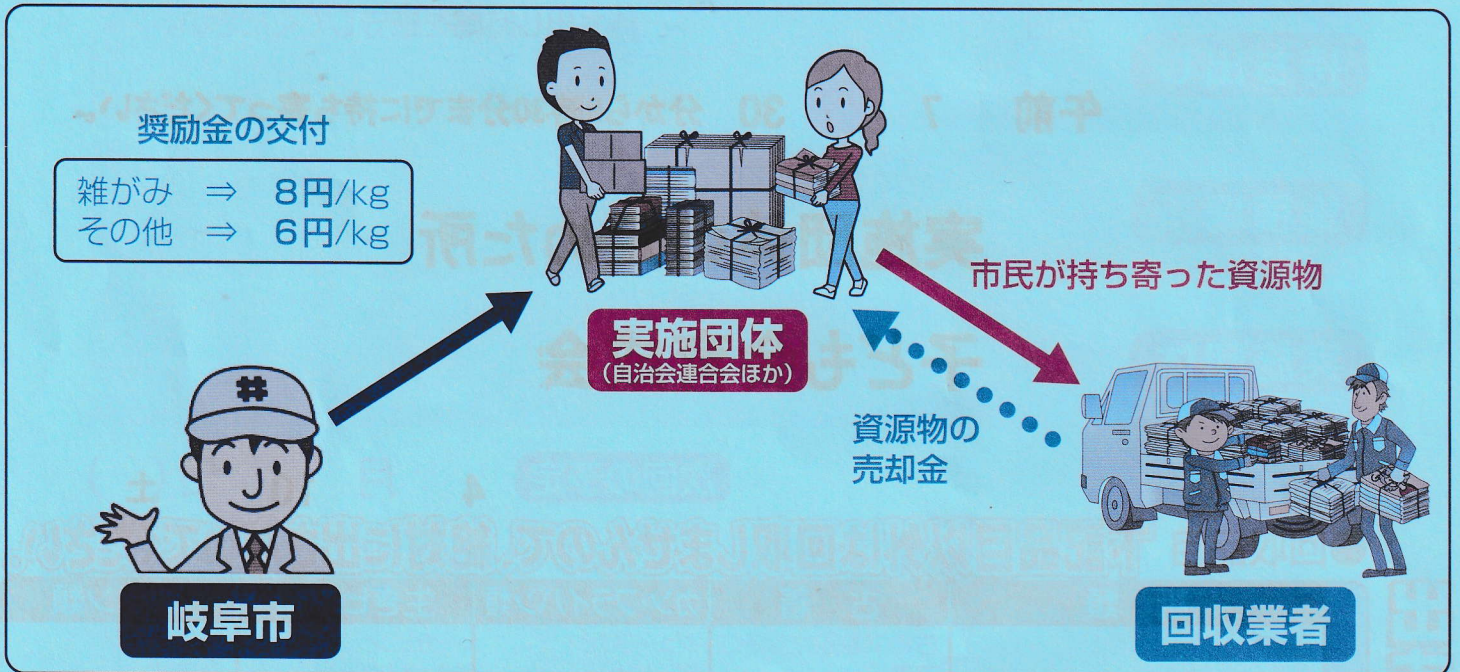 奨励金の交付
雑がみ ⇒ 8円/kg
その他 ⇒ 6円/kg
実施団体
(自治会連合会ほか)
市民が持ち寄った資源物
資源物の
売却金
岐阜市
回収業者